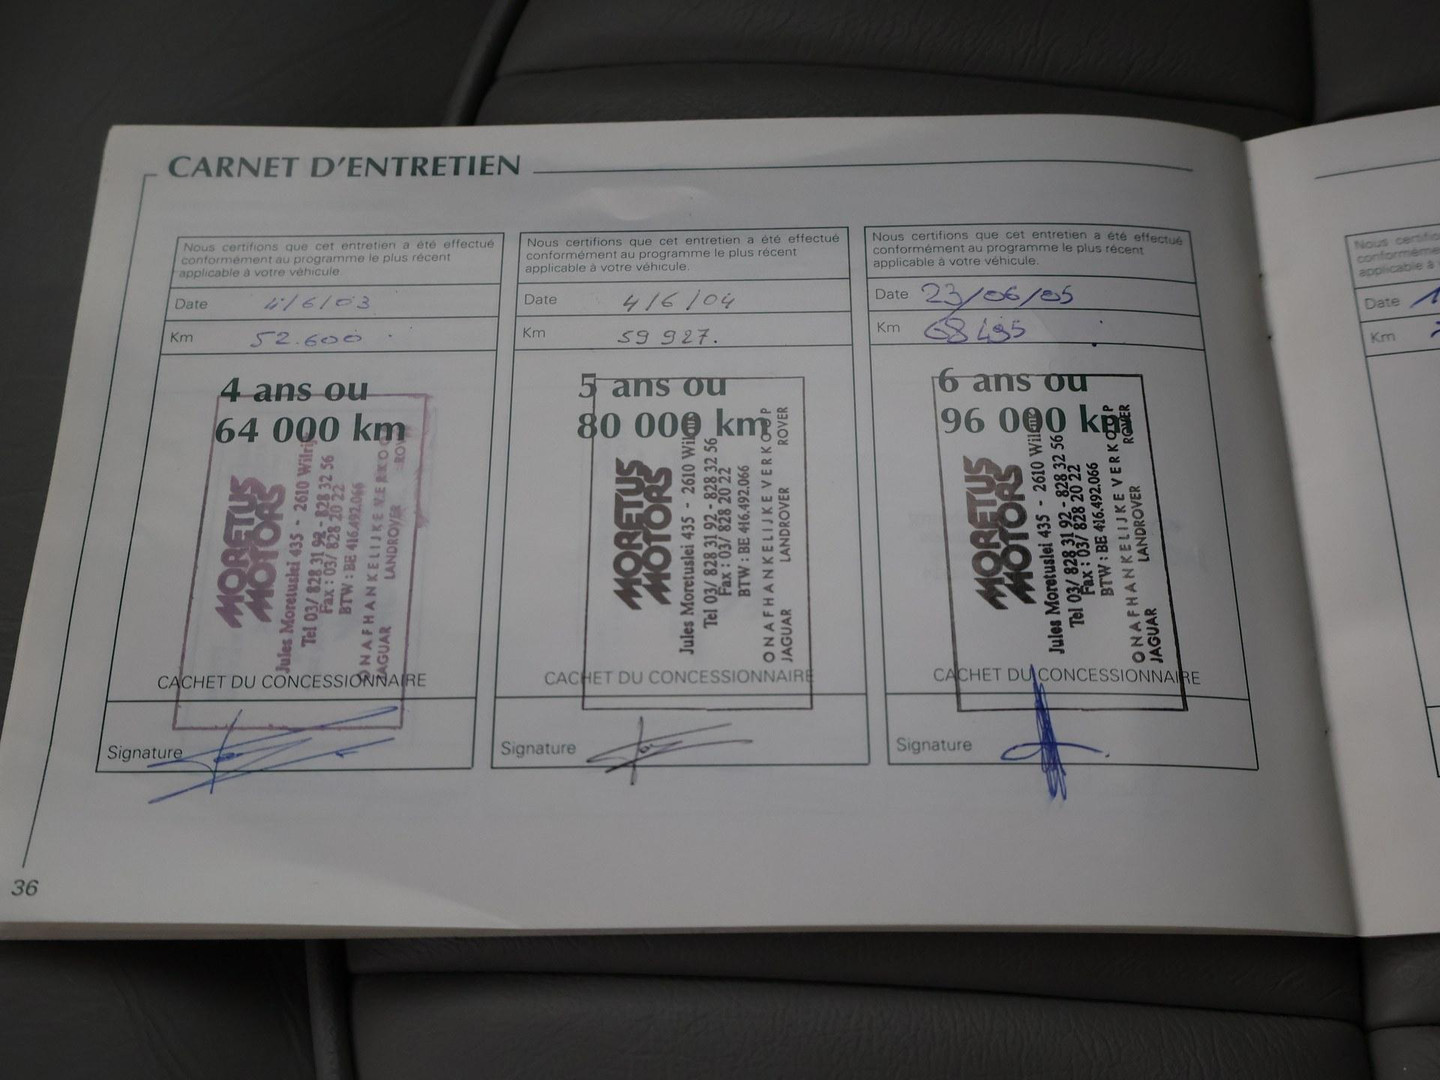 CARNET D'ENTRETIEN
Nous certifions que cet entretien a été effectué
conformément au programme le plus récent
applicable à votre véhicule
Date 4/6/03
Km 52.600
4 ans ou
64 000 km
MORETUS
MOTORS
Jules Moretuslei 435 - 2610 Wilrijk
Tel 03/ 828 31 92 - 828 32 56
Fax : 03/ 828 20 22
BTW : BE 416.492.066
ONAFHANKELIJKE VERKOOP
JAGUAR LANDROVER ROVER
CACHET DU CONCESSIONNAIRE
Signature
Nous certifions que cet entretien a été effectué
conformément au programme le plus récent
applicable à votre véhicule.
Date 4/6/04
Km 59 927.
5 ans ou
80 000 km
MORETUS
MOTORS
Jules Moretuslei 435 - 2610 Wilrijk
Tel 03/ 828 31 92 - 828 32 56
Fax : 03/ 828 20 22
BTW : BE 416.492.066
ONAFHANKELIJKE VERKOOP
JAGUAR LANDROVER ROVER
CACHET DU CONCESSIONNAIRE
Signature
Nous certifions que cet entretien a été effectué
conformément au programme le plus récent
applicable à votre véhicule.
Date 23/06/05
Km 68495
6 ans ou
96 000 km
MORETUS
MOTORS
Jules Moretuslei 435 - 2610 Wilrijk
Tel 03/ 828 31 92 - 828 32 56
Fax : 03/ 828 20 22
BTW : BE 416.492.066
ONAFHANKELIJKE VERKOOP
JAGUAR LANDROVER ROVER
CACHET DU CONCESSIONNAIRE
Signature
36
Nous
applicable à
Date
Km